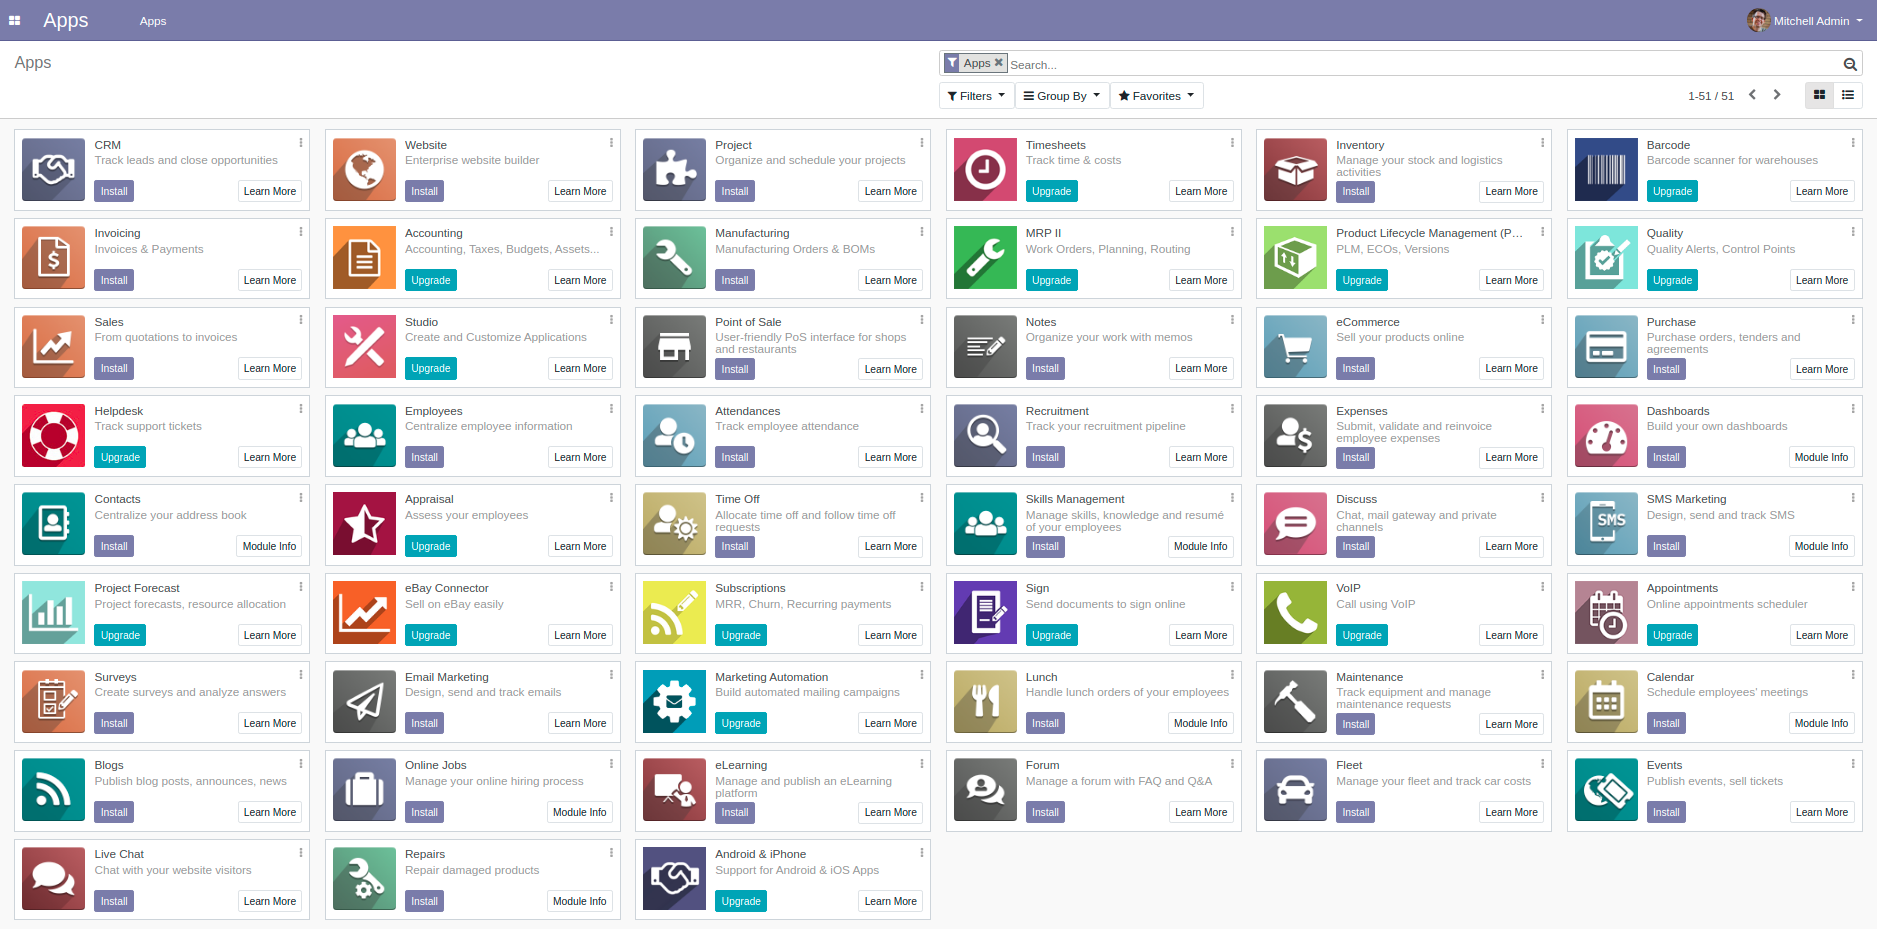 Apps
Apps
Mitchell Admin
Apps
Apps
Search...
Filters
Group By
Favorites
1-51 / 51
CRM
Track leads and close opportunities
Install
Learn More
Website
Enterprise website builder
Install
Learn More
Project
Organize and schedule your projects
Install
Learn More
Timesheets
Track time & costs
Upgrade
Learn More
Inventory
Manage your stock and logistics
activities
Install
Learn More
Barcode
Barcode scanner for warehouses
Upgrade
Learn More
Invoicing
Invoices & Payments
Install
Learn More
Accounting
Accounting, Taxes, Budgets, Assets...
Upgrade
Learn More
Manufacturing
Manufacturing Orders & BOMs
Install
Learn More
MRP II
Work Orders, Planning, Routing
Upgrade
Learn More
Product Lifecycle Management (P...
PLM, ECOs, Versions
Upgrade
Learn More
Quality
Quality Alerts, Control Points
Upgrade
Learn More
Sales
From quotations to invoices
Install
Learn More
Studio
Create and Customize Applications
Upgrade
Learn More
Point of Sale
User-friendly PoS interface for shops
and restaurants
Install
Learn More
Notes
Organize your work with memos
Install
Learn More
eCommerce
Sell your products online
Install
Learn More
Purchase
Purchase orders, tenders and
agreements
Install
Learn More
Helpdesk
Track support tickets
Upgrade
Learn More
Employees
Centralize employee information
Install
Learn More
Attendances
Track employee attendance
Install
Learn More
Recruitment
Track your recruitment pipeline
Install
Learn More
Expenses
Submit, validate and reinvoice
employee expenses
Install
Learn More
Dashboards
Build your own dashboards
Install
Module Info
Contacts
Centralize your address book
Install
Module Info
Appraisal
Assess your employees
Upgrade
Learn More
Time Off
Allocate time off and follow time off
requests
Install
Learn More
Skills Management
Manage skills, knowledge and resumé
of your employees
Install
Module Info
Discuss
Chat, mail gateway and private
channels
Install
Learn More
SMS
SMS Marketing
Design, send and track SMS
Install
Module Info
Project Forecast
Project forecasts, resource allocation
Upgrade
Learn More
eBay Connector
Sell on eBay easily
Upgrade
Learn More
Subscriptions
MRR, Churn, Recurring payments
Upgrade
Learn More
Sign
Send documents to sign online
Upgrade
Learn More
VoIP
Call using VoIP
Upgrade
Learn More
Appointments
Online appointments scheduler
Upgrade
Learn More
Surveys
Create surveys and analyze answers
Install
Learn More
Email Marketing
Design, send and track emails
Install
Learn More
Marketing Automation
Build automated mailing campaigns
Upgrade
Learn More
Lunch
Handle lunch orders of your employees
Install
Module Info
Maintenance
Track equipment and manage
maintenance requests
Install
Learn More
Calendar
Schedule employees' meetings
Install
Module Info
Blogs
Publish blog posts, announces, news
Install
Learn More
Online Jobs
Manage your online hiring process
Install
Module Info
eLearning
Manage and publish an eLearning
platform
Install
Learn More
Forum
Manage a forum with FAQ and Q&A
Install
Learn More
Fleet
Manage your fleet and track car costs
Install
Learn More
Events
Publish events, sell tickets
Install
Learn More
Live Chat
Chat with your website visitors
Install
Learn More
Repairs
Repair damaged products
Install
Module Info
Android & iPhone
Support for Android & iOS Apps
Upgrade
Learn More